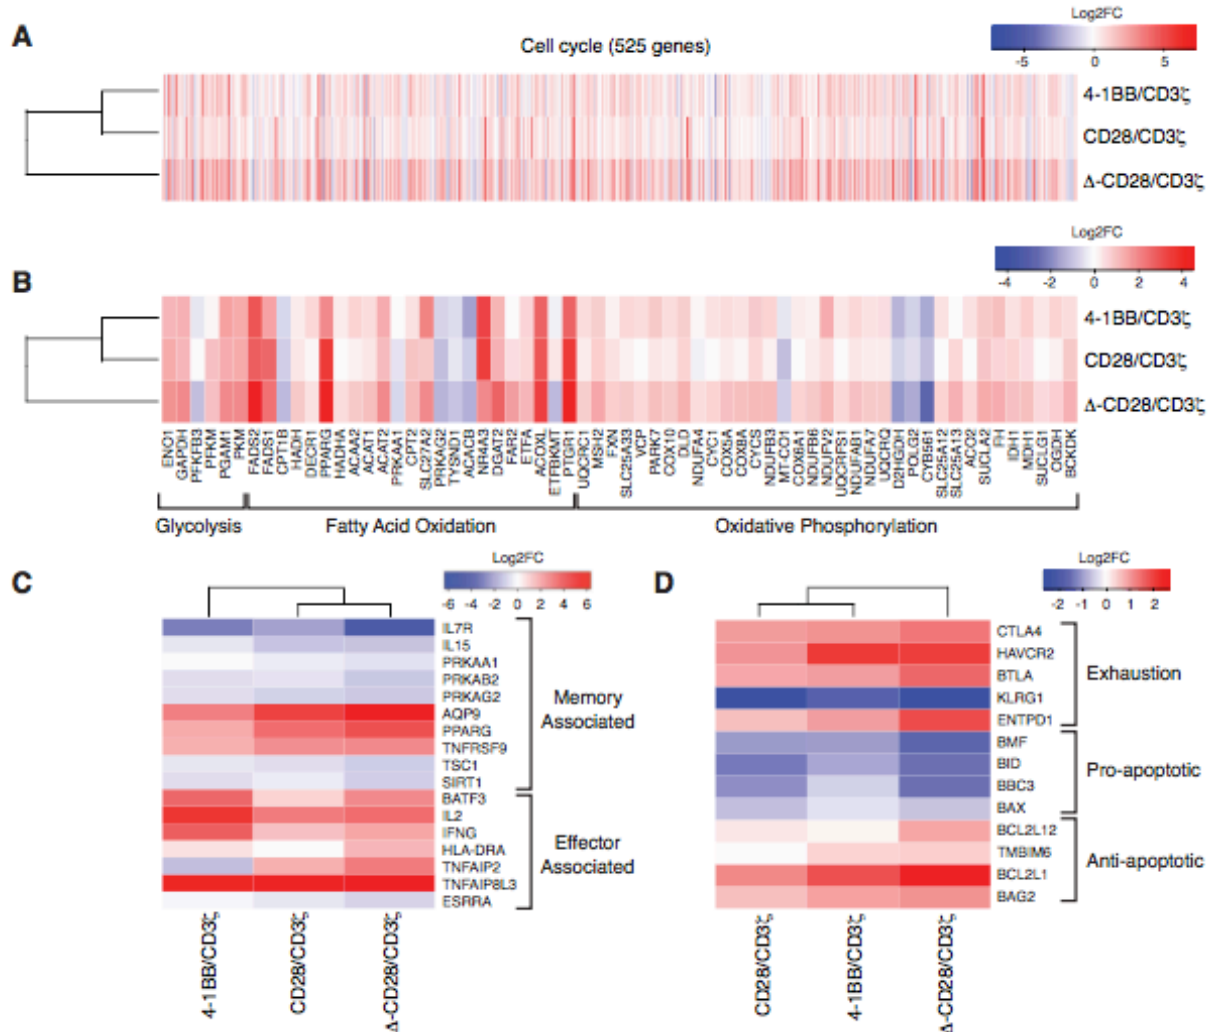 A
Cell cycle (525 genes)
Log2FC
-5 0 5
4-1BB/CD3ζ
CD28/CD3ζ
Δ-CD28/CD3ζ
B
Log2FC
-4 -2 0 2 4
4-1BB/CD3ζ
CD28/CD3ζ
Δ-CD28/CD3ζ
ENO1
GAPDH
PFKFB3
PFKM
PGAM1
PKM
FADS2
FADS1
CPT1B
HADH
DECR1
PPARG
HADHA
ACAA2
ACAT1
ACAT2
PRKAA1
CPT2
SLC27A2
PRKAG2
TYSND1
ACACB
NR4A3
DGAT2
FAR2
ETFA
ACOXL
ETFBKMT
PTGR1
UQCRC1
MSH2
FXN
SLC25A33
VCP
PARK7
COX10
DLD
NDUFA4
CYC1
COX5A
COX8A
CYCS
NDUFB3
MT-CO1
COX6A1
NDUFB6
NDUFV2
UQCRFS1
NDUFAB1
NDUFA7
UQCRQ
D2HGDH
POLG2
CYB561
SLC25A12
SLC25A13
ACO2
SUCLA2
FH
IDH1
MDH1
SUCLG1
OGDH
BCKDK
Glycolysis
Fatty Acid Oxidation
Oxidative Phosphorylation
C
Log2FC
-6 -4 -2 0 2 4 6
IL7R
IL15
PRKAA1
PRKAB2
PRKAG2
AQP9
PPARG
TNFRSF9
TSC1
SIRT1
BATF3
IL2
IFNG
HLA-DRA
TNFAIP2
TNFAIP8L3
ESRRA
Memory
Associated
Effector
Associated
4-1BB/CD3ζ
CD28/CD3ζ
Δ-CD28/CD3ζ
D
Log2FC
-2 -1 0 1 2
CTLA4
HAVCR2
BTLA
KLRG1
ENTPD1
BMF
BID
BBC3
BAX
BCL2L12
TMBIM6
BCL2L1
BAG2
Exhaustion
Pro-apoptotic
Anti-apoptotic
CD28/CD3ζ
4-1BB/CD3ζ
Δ-CD28/CD3ζ